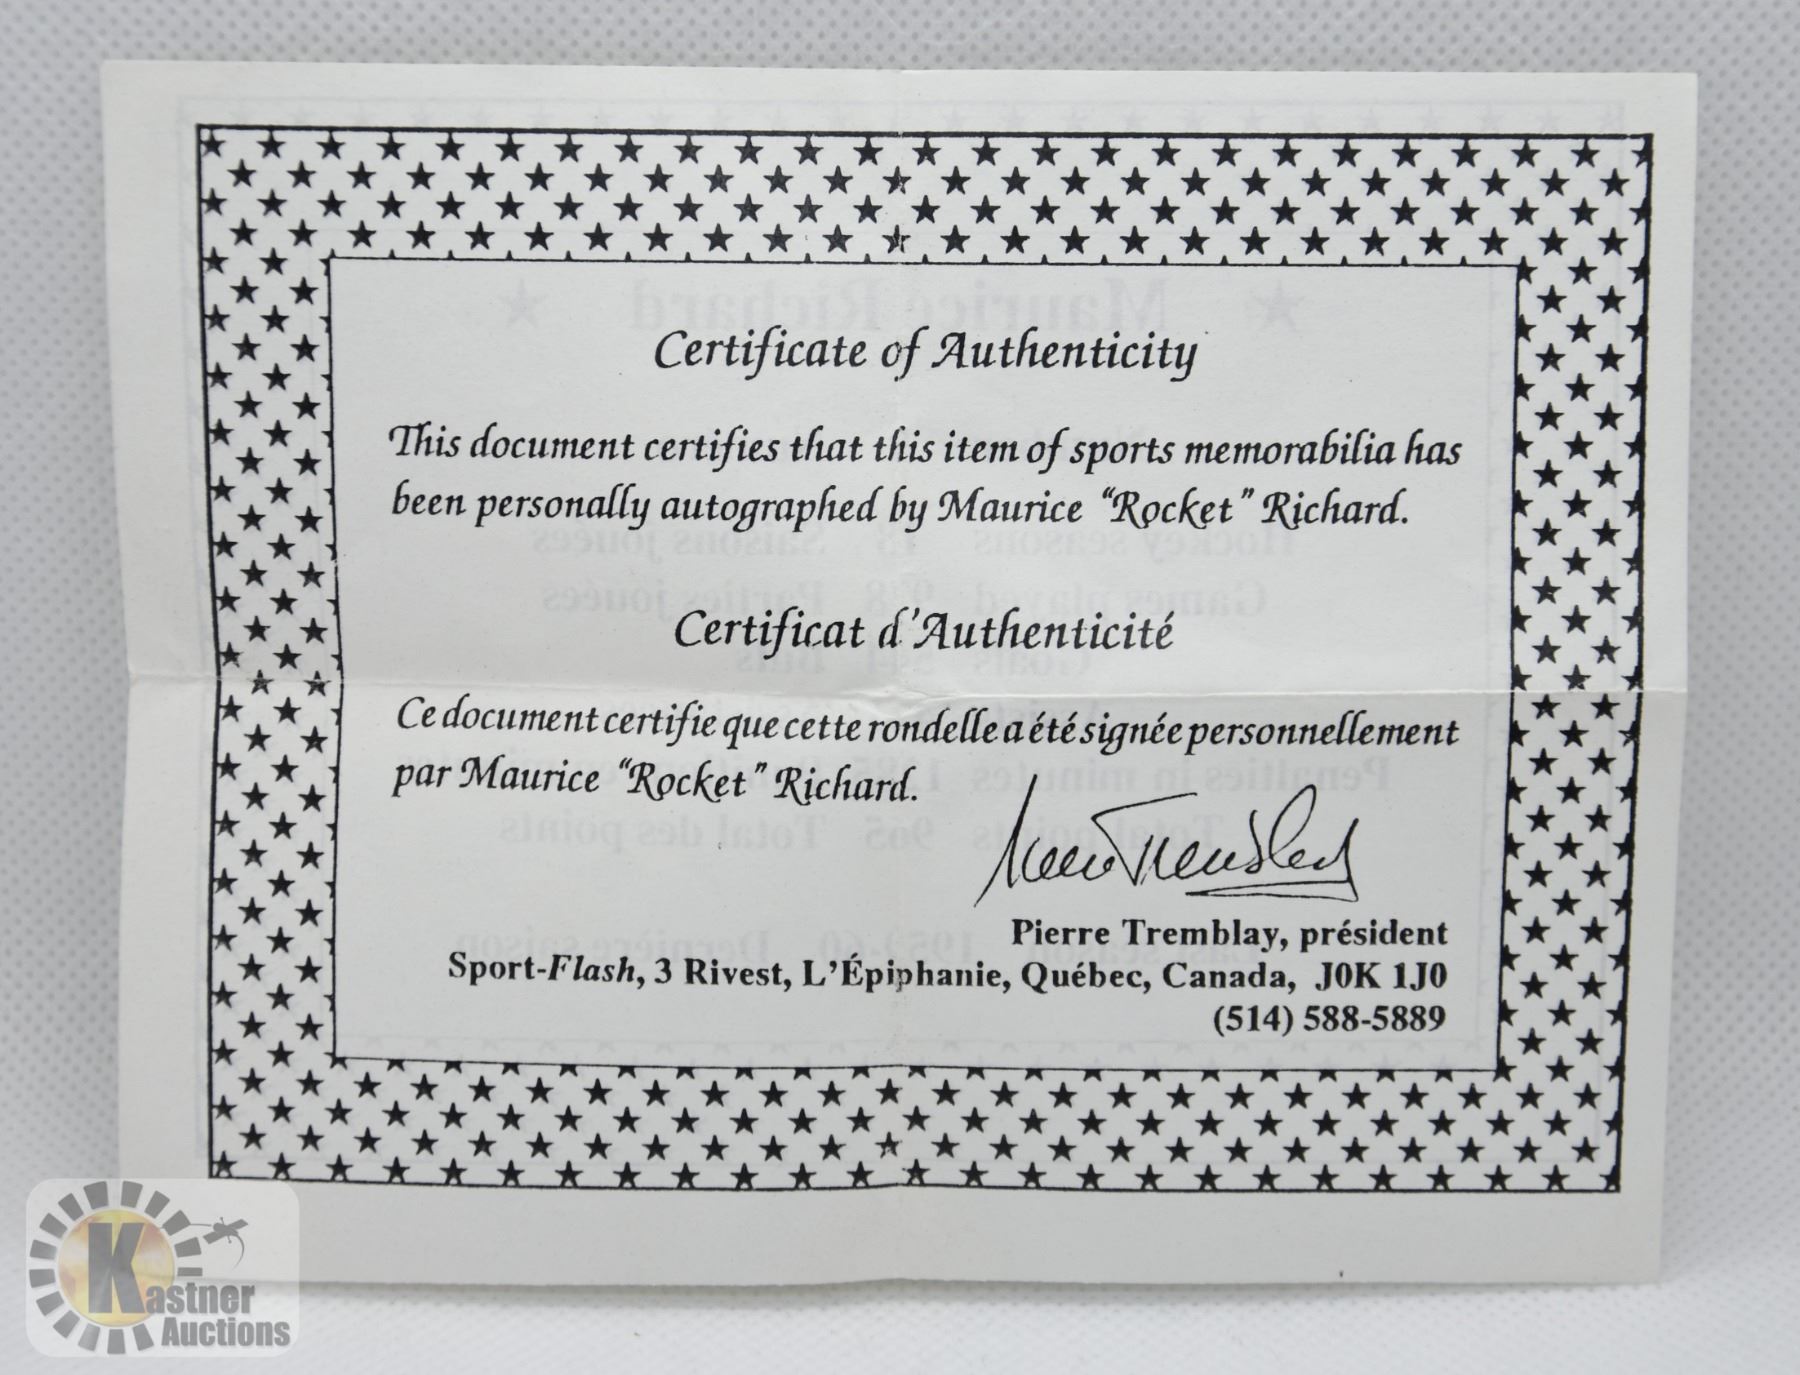 Certificate of Authenticity
This document certifies that this item of sports memorabilia has
been personally autographed by Maurice “Rocket” Richard.
Certificat d’Authenticité
Ce document certifie que cette rondelle a été signée personnellement
par Maurice “Rocket” Richard.
Pierre Tremblay, président
Sport-Flash, 3 Rivest, L’Épiphanie, Québec, Canada, J0K 1J0
(514) 588-5889
Kastner
Auctions